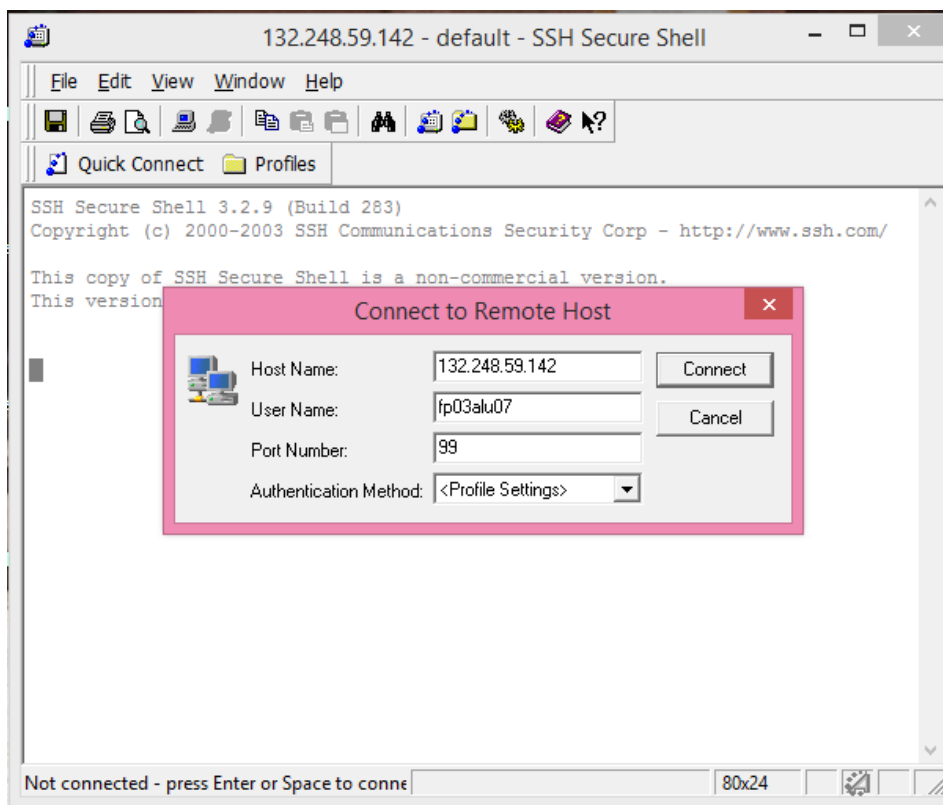 132.248.59.142 - default - SSH Secure Shell
File Edit View Window Help
Quick Connect Profiles
SSH Secure Shell 3.2.9 (Build 283)
Copyright (c) 2000-2003 SSH Communications Security Corp - http://www.ssh.com/
This copy of SSH Secure Shell is a non-commercial version.
This version
Connect to Remote Host
Host Name: 132.248.59.142
Connect
User Name: fp03alu07
Cancel
Port Number: 99
Authentication Method: <Profile Settings>
Not connected - press Enter or Space to conne
80x24